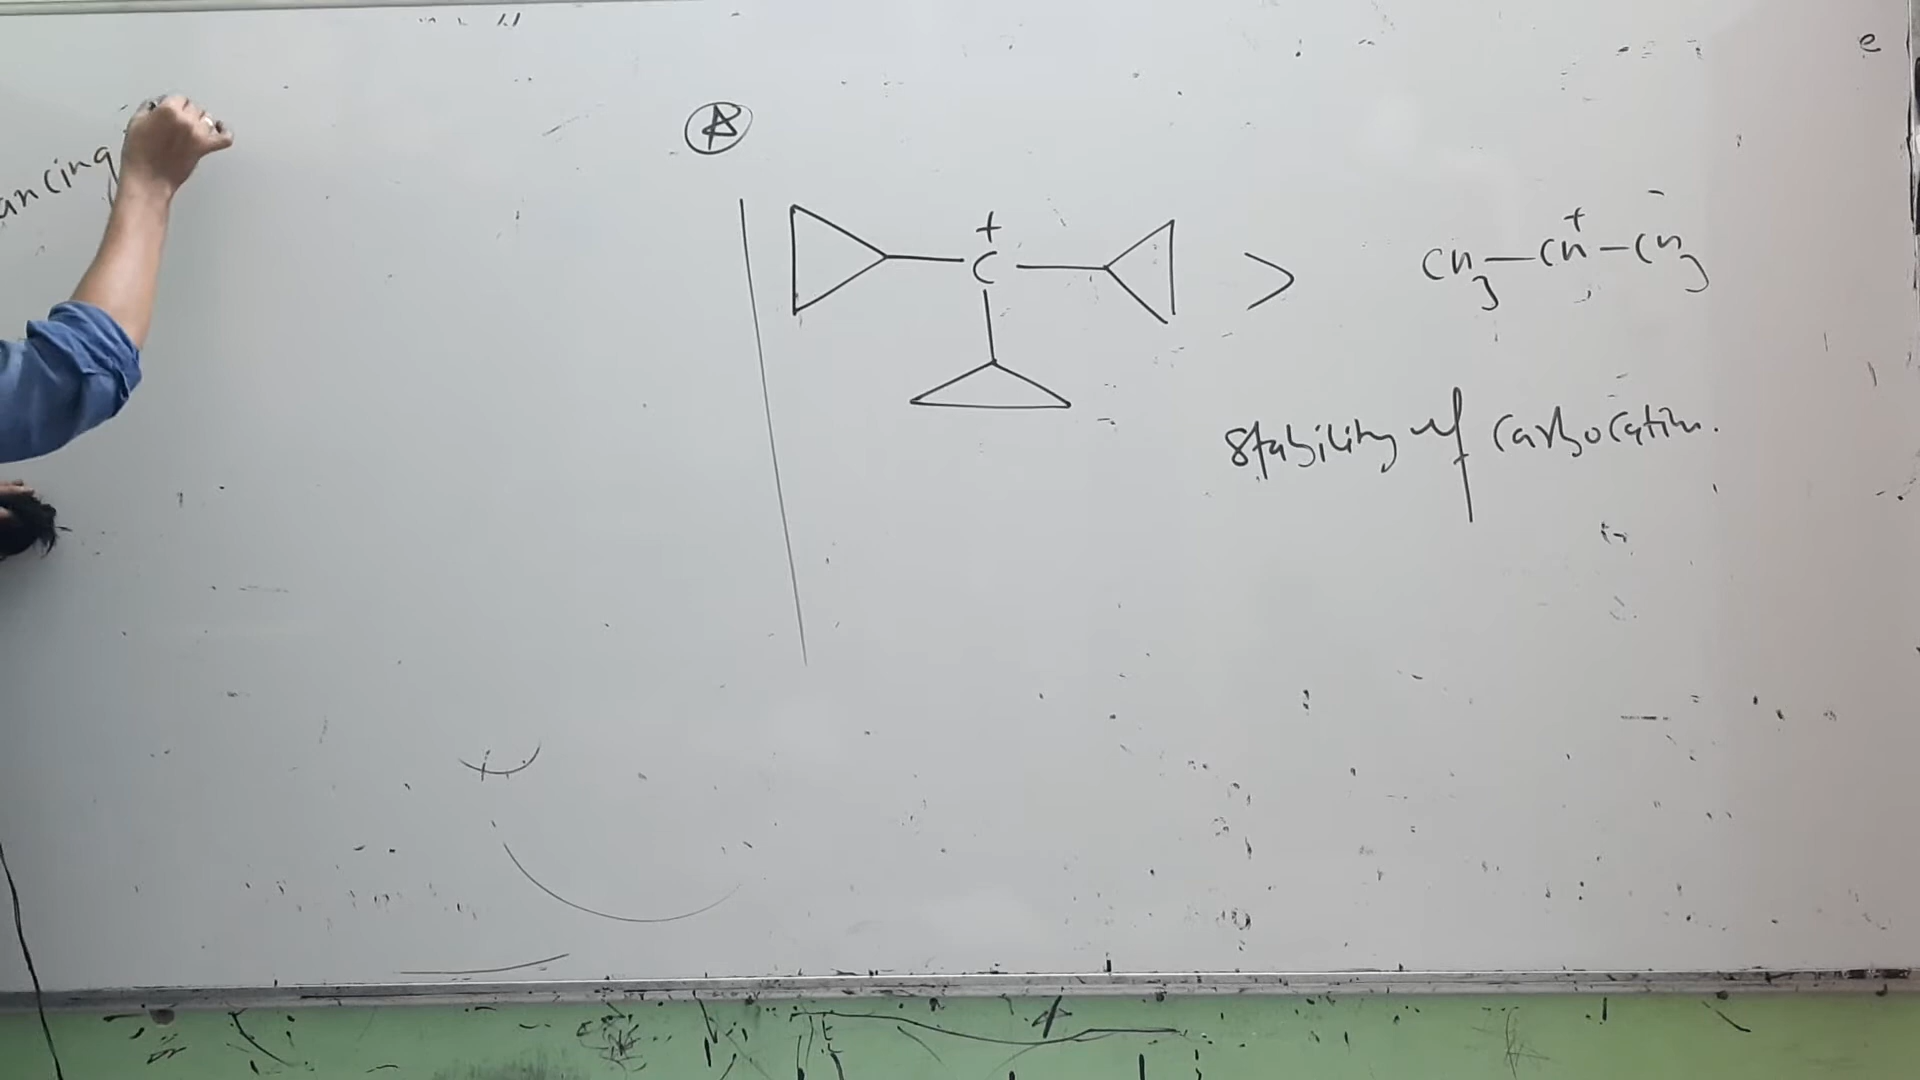 ancing
A
+
C
>
CH3—CH+—CH3
Stability of carbocation.
e